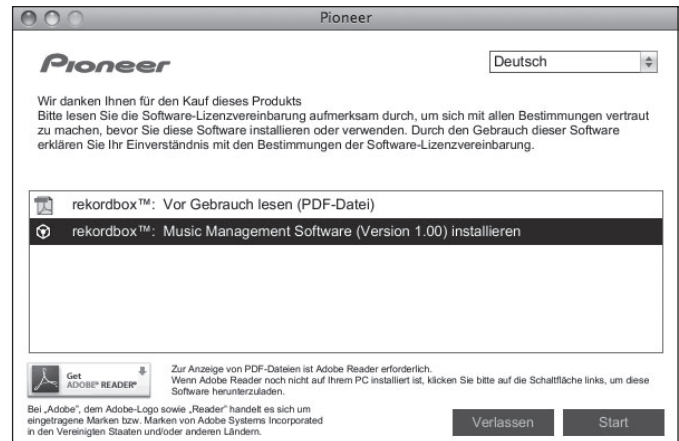 Pioneer
Pioneer
Deutsch
Wir danken Ihnen für den Kauf dieses Produkts
Bitte lesen Sie die Software-Lizenzvereinbarung aufmerksam durch, um sich mit allen Bestimmungen vertraut
zu machen, bevor Sie diese Software installieren oder verwenden. Durch den Gebrauch dieser Software
erklären Sie Ihr Einverständnis mit den Bestimmungen der Software-Lizenzvereinbarung.
rekordbox™: Vor Gebrauch lesen (PDF-Datei)
rekordbox™: Music Management Software (Version 1.00) installieren
Get
ADOBE® READER®
Zur Anzeige von PDF-Dateien ist Adobe Reader erforderlich.
Wenn Adobe Reader noch nicht auf Ihrem PC installiert ist, klicken Sie bitte auf die Schaltfläche links, um diese
Software herunterzuladen.
Bei „Adobe", dem Adobe-Logo sowie „Reader" handelt es sich um
eingetragene Marken bzw. Marken von Adobe Systems Incorporated
in den Vereinigten Staaten und/oder anderen Ländern.
Verlassen
Start